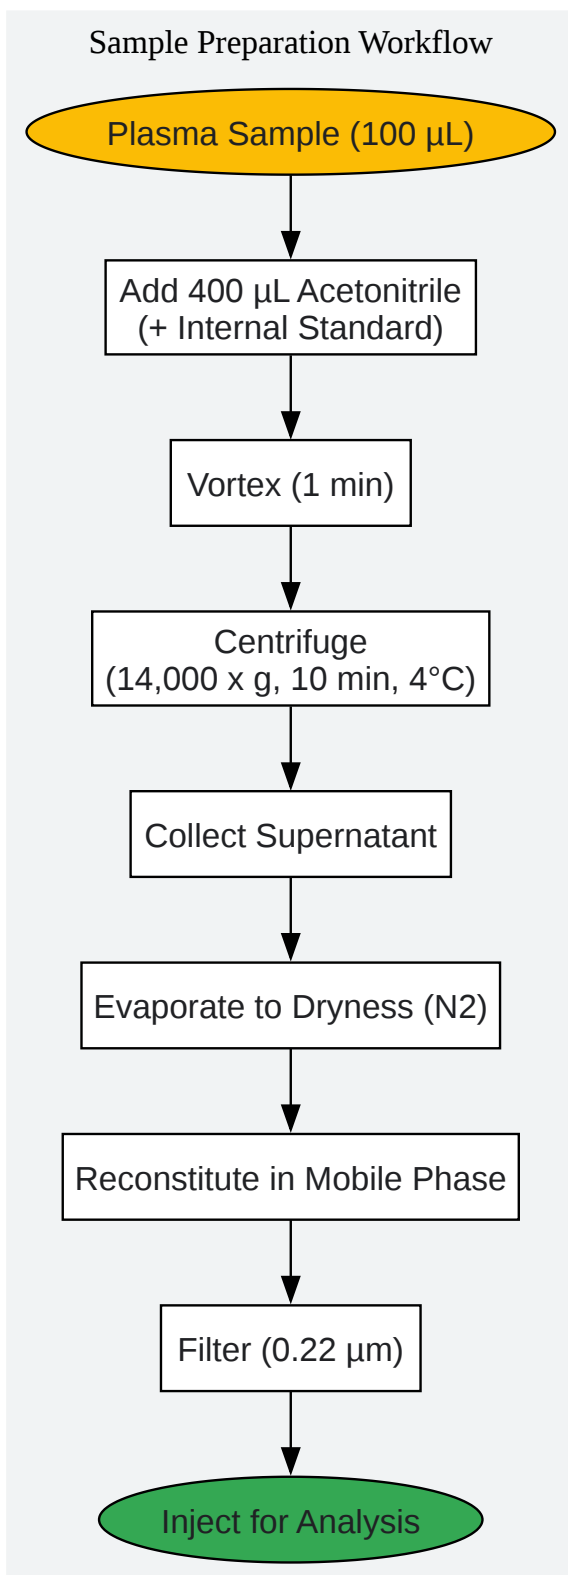 Sample Preparation Workflow
Plasma Sample (100 µL)
Add 400 µL Acetonitrile
(+ Internal Standard)
Vortex (1 min)
Centrifuge
(14,000 x g, 10 min, 4°C)
Collect Supernatant
Evaporate to Dryness (N2)
Reconstitute in Mobile Phase
Filter (0.22 µm)
Inject for Analysis